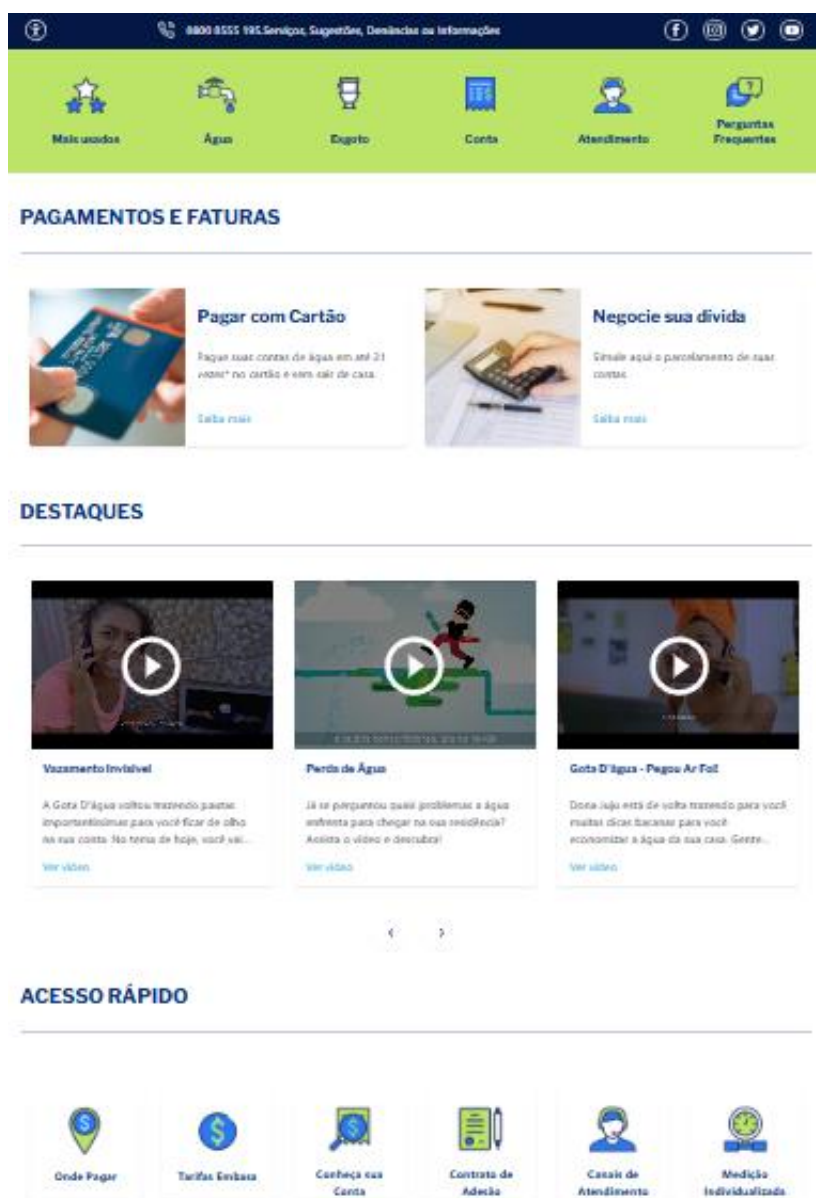 0800 0555 195.Serviços, Sugestões, Denúncias ou Informações
Mais usados
Água
Esgoto
Conta
Atendimento
Perguntas
Frequentes
PAGAMENTOS E FATURAS
Pagar com Cartão
Pague suas contas de água em até 21
vezes* no cartão e sem sair de casa.
Saiba mais
Negocie sua dívida
Simule aqui o parcelamento de suas
contas.
Saiba mais
DESTAQUES
Vazamento Invisível
A Gota D'água voltou trazendo pautas
importantíssimas para você ficar de olho
na sua conta. No tema de hoje, você vai...
Ver vídeo
Perda de Água
Já se perguntou quais problemas a água
enfrenta para chegar na sua residência?
Assista o vídeo e descubra!
Ver vídeo
Gota D'água - Pegou Ar Foi!
Dona Juju está de volta trazendo para você
muitas dicas bacanas para você
economizar a água da sua casa. Gente...
Ver vídeo
ACESSO RÁPIDO
Onde Pagar
Tarifas Embasa
Conheça sua
Conta
Contrato de
Adesão
Canais de
Atendimento
Medição
Individualizada